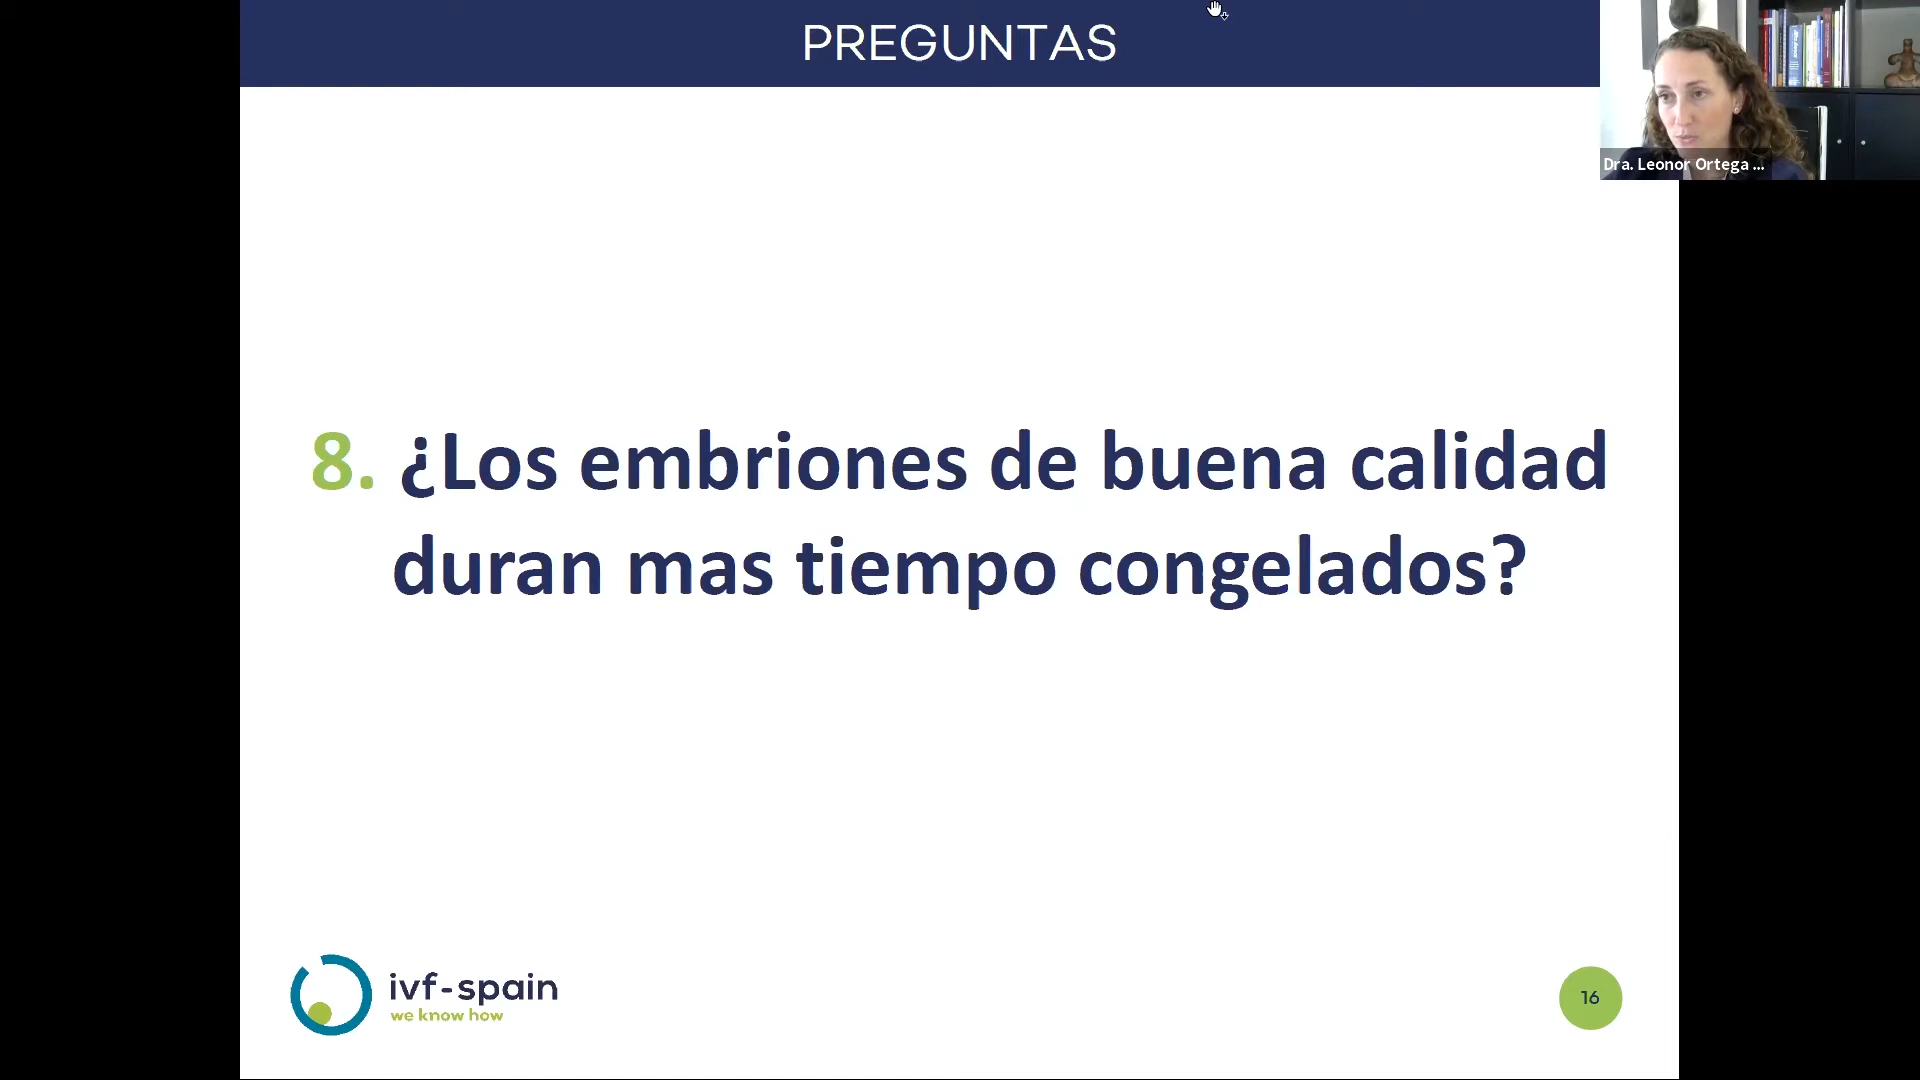 PREGUNTAS
Dra. Leonor Ortega ...
8. ¿Los embriones de buena calidad
duran mas tiempo congelados?
ivf-spain
we know how
16